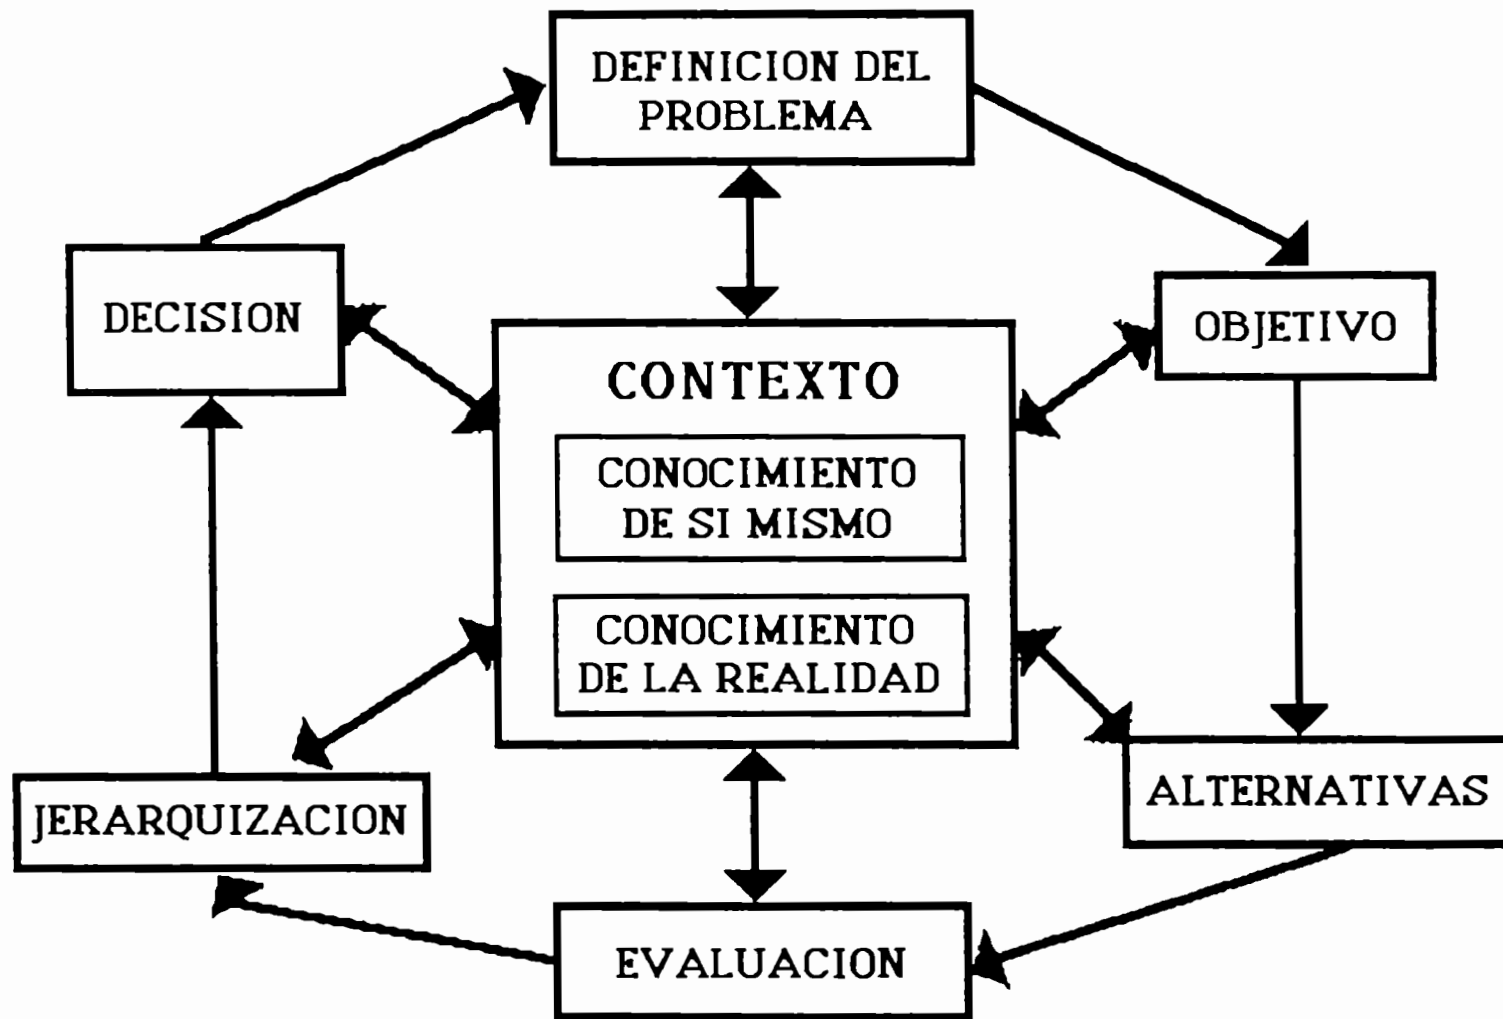 DEFINICION DEL
PROBLEMA
DECISION
OBJETIVO
CONTEXTO
CONOCIMIENTO
DE SI MISMO
CONOCIMIENTO
DE LA REALIDAD
JERARQUIZACION
ALTERNATIVAS
EVALUACION